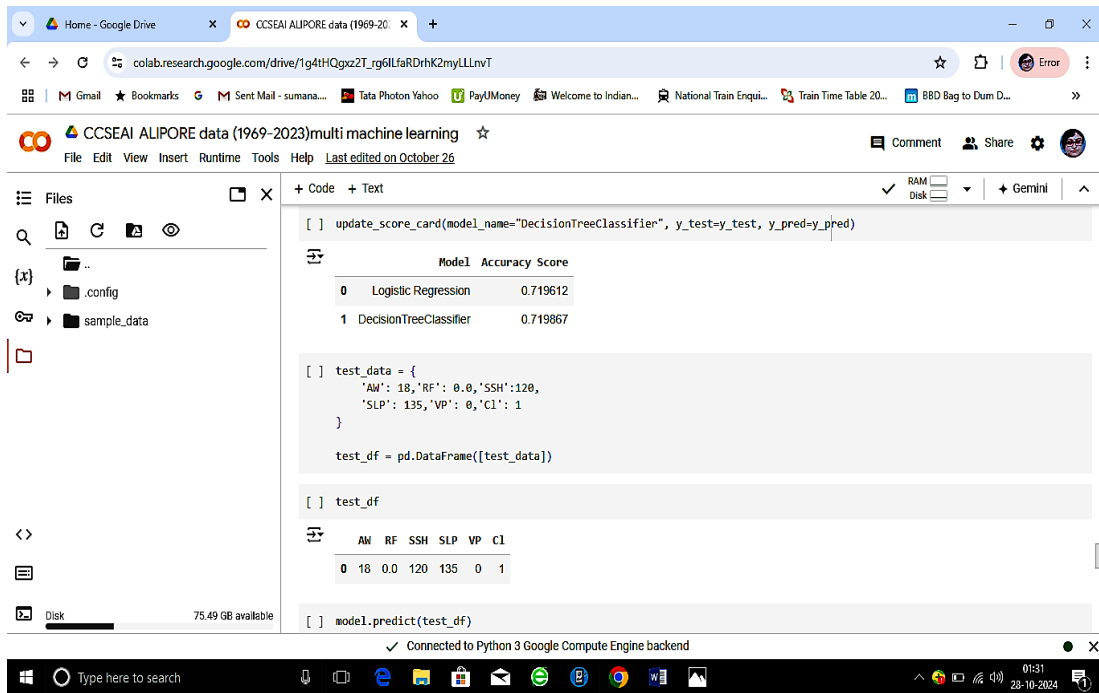 Home - Google Drive
CCSEAI ALIPORE data (1969-20
colab.research.google.com/drive/1g4tHQgxz2T_rg6ILfaRDrhK2myLLLnvT
Error
Gmail Bookmarks Sent Mail - sumana.... Tata Photon Yahoo PayUMoney Welcome to Indian... National Train Enqui... Train Time Table 20... BBD Bag to Dum D... »
CO CCSEAI ALIPORE data (1969-2023)multi machine learning
Comment Share
File Edit View Insert Runtime Tools Help Last edited on October 26
Files
+ Code + Text
RAM
Disk
Gemini
..
.config
sample_data
{x}
[ ] update_score_card(model_name="DecisionTreeClassifier", y_test=y_test, y_pred=y_pred)
Model Accuracy Score
0 Logistic Regression 0.719612
1 DecisionTreeClassifier 0.719867
[ ] test_data = {
'AW': 18,'RF': 0.0,'SSH':120,
'SLP': 135,'VP': 0,'Cl': 1
}
test_df = pd.DataFrame([test_data])
[ ] test_df
AW RF SSH SLP VP Cl
0 18 0.0 120 135 0 1
[ ] model.predict(test_df)
Disk 75.49 GB available
Connected to Python 3 Google Compute Engine backend
Type here to search
01:31
28-10-2024
1